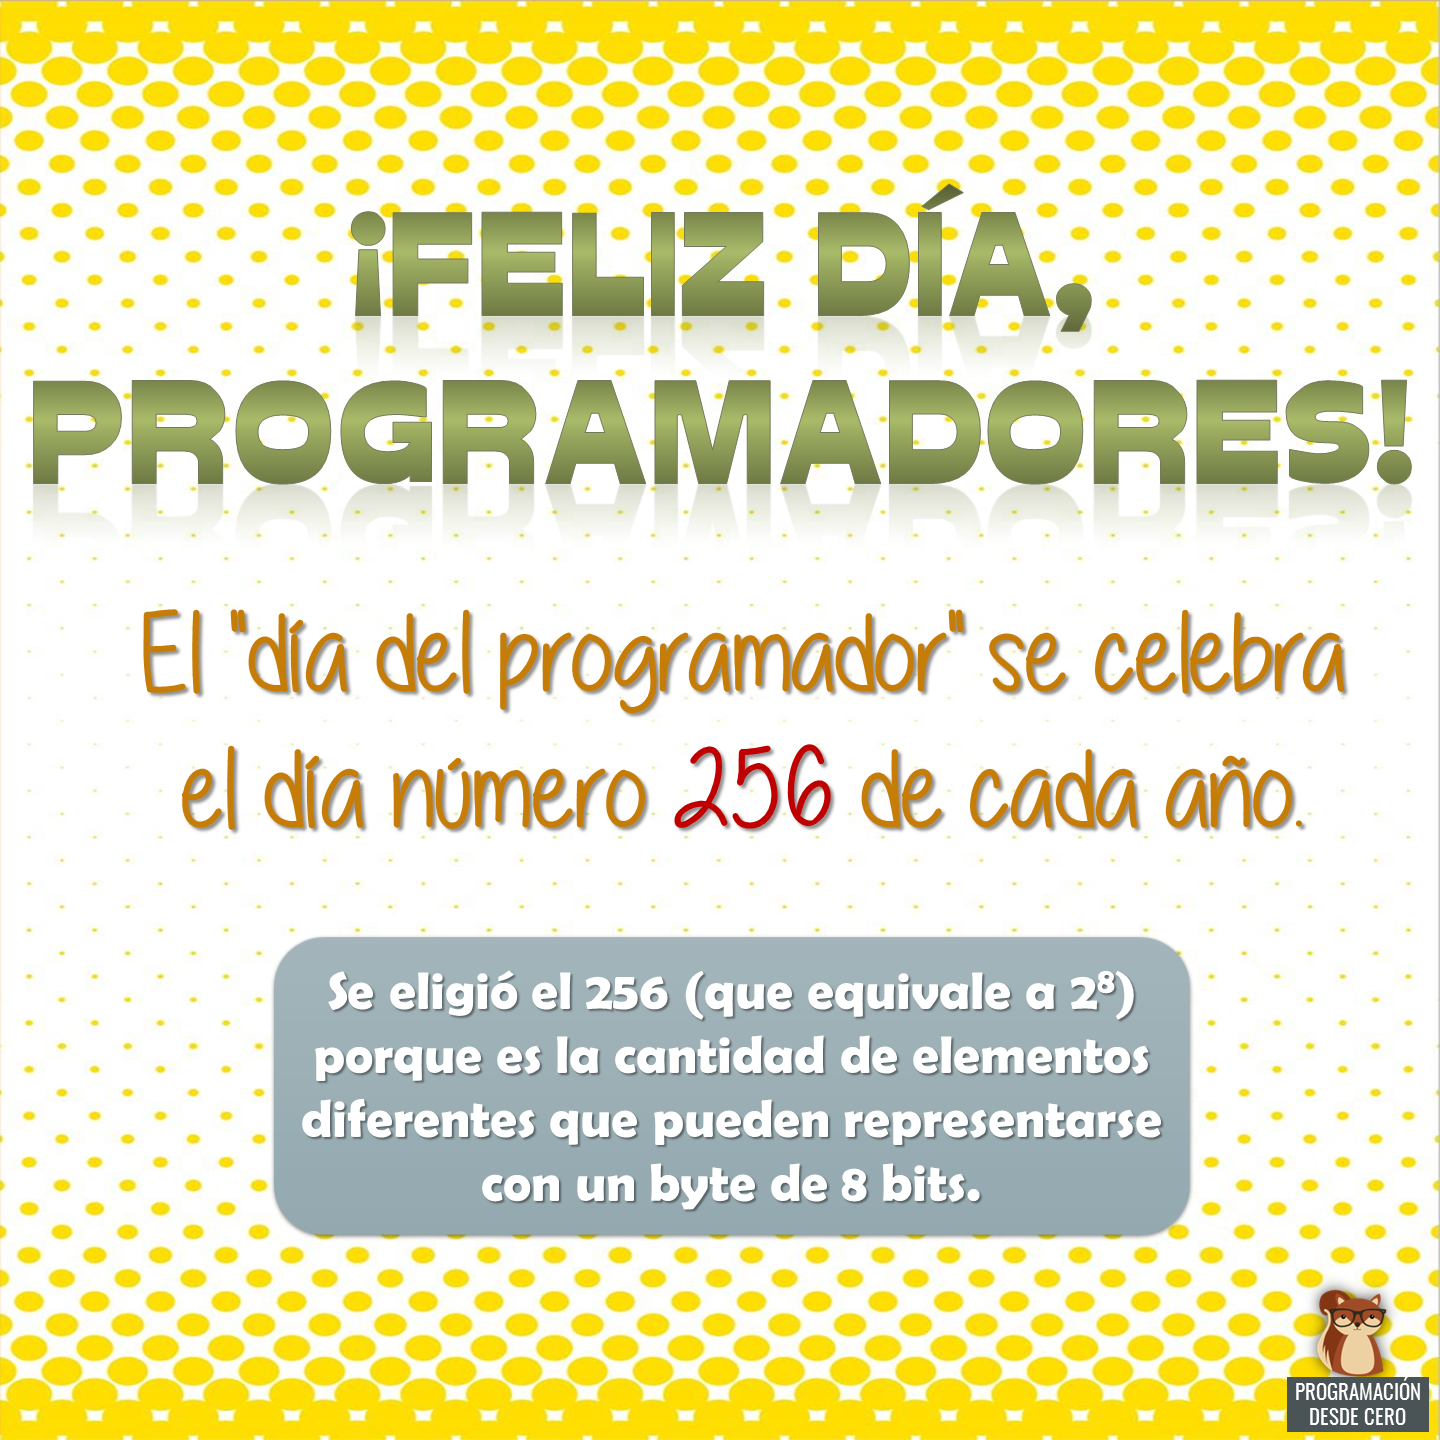 ¡FELIZ DÍA,
PROGRAMADORES!
El "día del programador" se celebra
el día número 256 de cada año.
Se eligió el 256 (que equivale a 2⁸)
porque es la cantidad de elementos
diferentes que pueden representarse
con un byte de 8 bits.
PROGRAMACIÓN
DESDE CERO